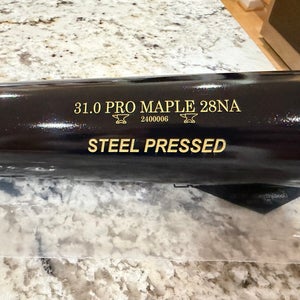 31.0 PRO MAPLE 28NA
2400006
STEEL PRESSED